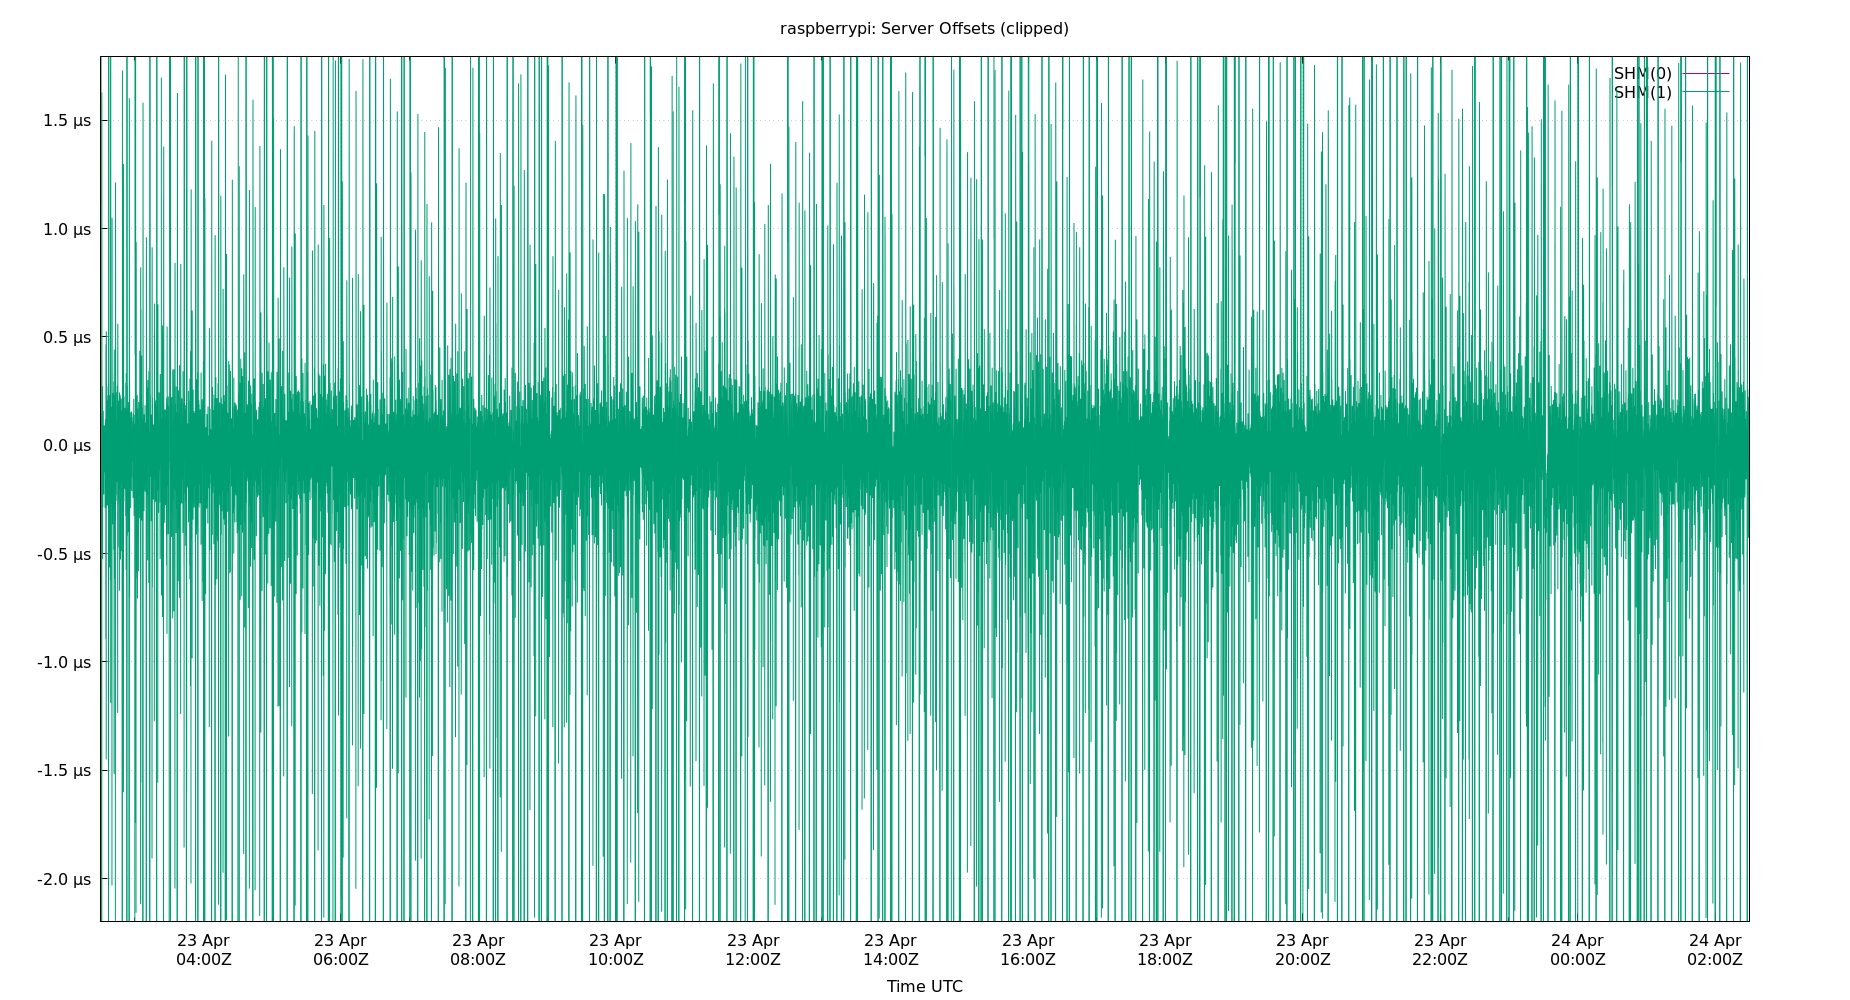 raspberrypi: Server Offsets (clipped)
SHM(0)
SHM(1)
1.5 µs
1.0 µs
0.5 µs
0.0 µs
-0.5 µs
-1.0 µs
-1.5 µs
-2.0 µs
23 Apr 23 Apr 23 Apr 23 Apr 23 Apr 23 Apr 23 Apr 23 Apr 23 Apr 23 Apr 24 Apr 24 Apr
04:00Z 06:00Z 08:00Z 10:00Z 12:00Z 14:00Z 16:00Z 18:00Z 20:00Z 22:00Z 00:00Z 02:00Z
Time UTC